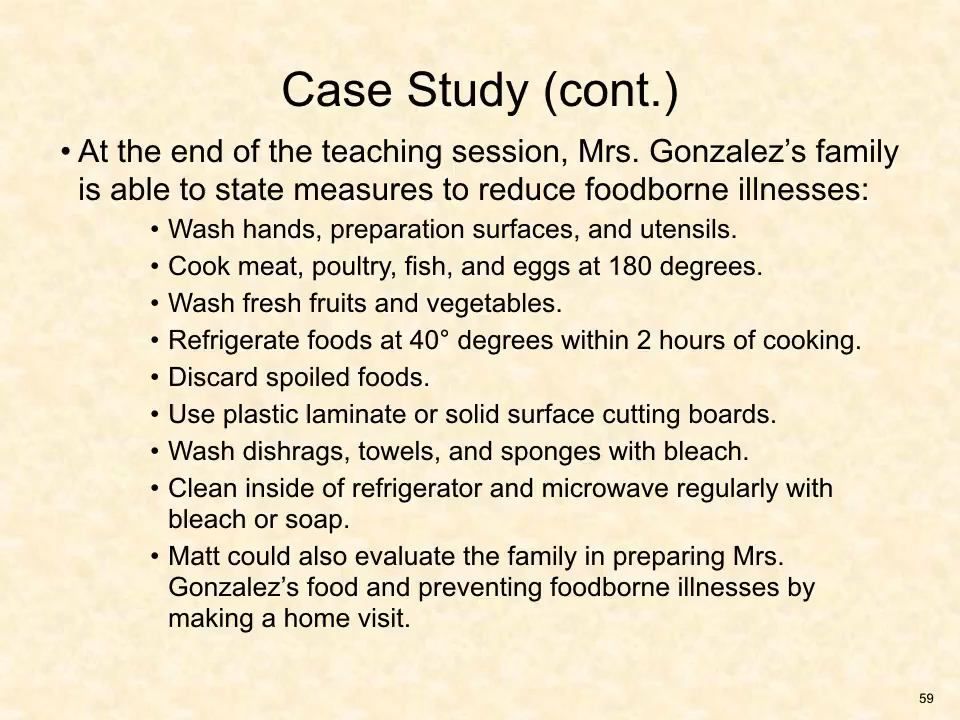 Case Study (cont.)
• At the end of the teaching session, Mrs. Gonzalez’s family
is able to state measures to reduce foodborne illnesses:
• Wash hands, preparation surfaces, and utensils.
• Cook meat, poultry, fish, and eggs at 180 degrees.
• Wash fresh fruits and vegetables.
• Refrigerate foods at 40° degrees within 2 hours of cooking.
• Discard spoiled foods.
• Use plastic laminate or solid surface cutting boards.
• Wash dishrags, towels, and sponges with bleach.
• Clean inside of refrigerator and microwave regularly with
bleach or soap.
• Matt could also evaluate the family in preparing Mrs.
Gonzalez’s food and preventing foodborne illnesses by
making a home visit.
59